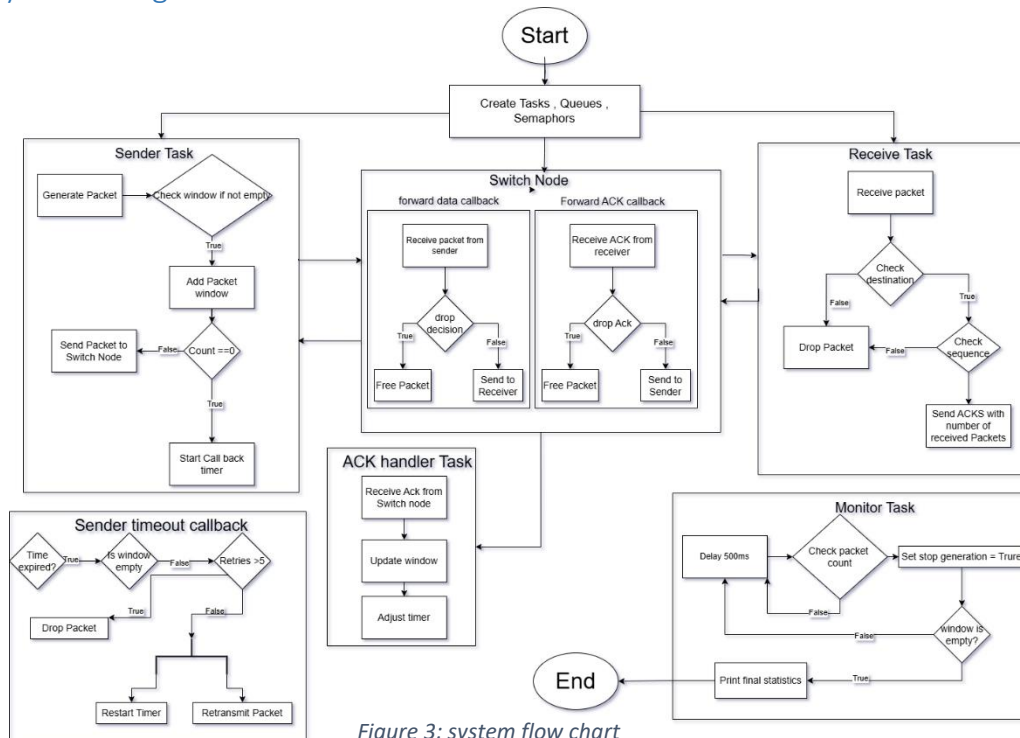 Start
Create Tasks , Queues ,
Semaphors
Sender Task
Generate Packet
Check window if not empty
True
Add Packet
window
Send Packet to
Switch Node
False
Count ==0
True
Start Call back
timer
Switch Node
forward data callback
Receive packet from
sender
drop
decision
True
False
Free Packet
Send to
Receiver
Forward ACK callback
Receive ACK from
receiver
drop Ack
True
False
Free Packet
Send to
Sender
Receive Task
Receive packet
Check
destination
False
True
Drop Packet
False
Check
sequence
Send ACKS with
number of
received Packets
ACK handler Task
Receive Ack from
Switch node
Update window
Adjust timer
Sender timeout callback
Time
expired?
True
Is
window
empty
False
Retries >5
True
Drop Packet
False
Restart Timer
Retransmit Packet
Monitor Task
Delay 500ms
Check packet
count
False
Set stop generation = Trure
window is
empty?
False
True
Print final statistics
End
Figure 3: system flow chart